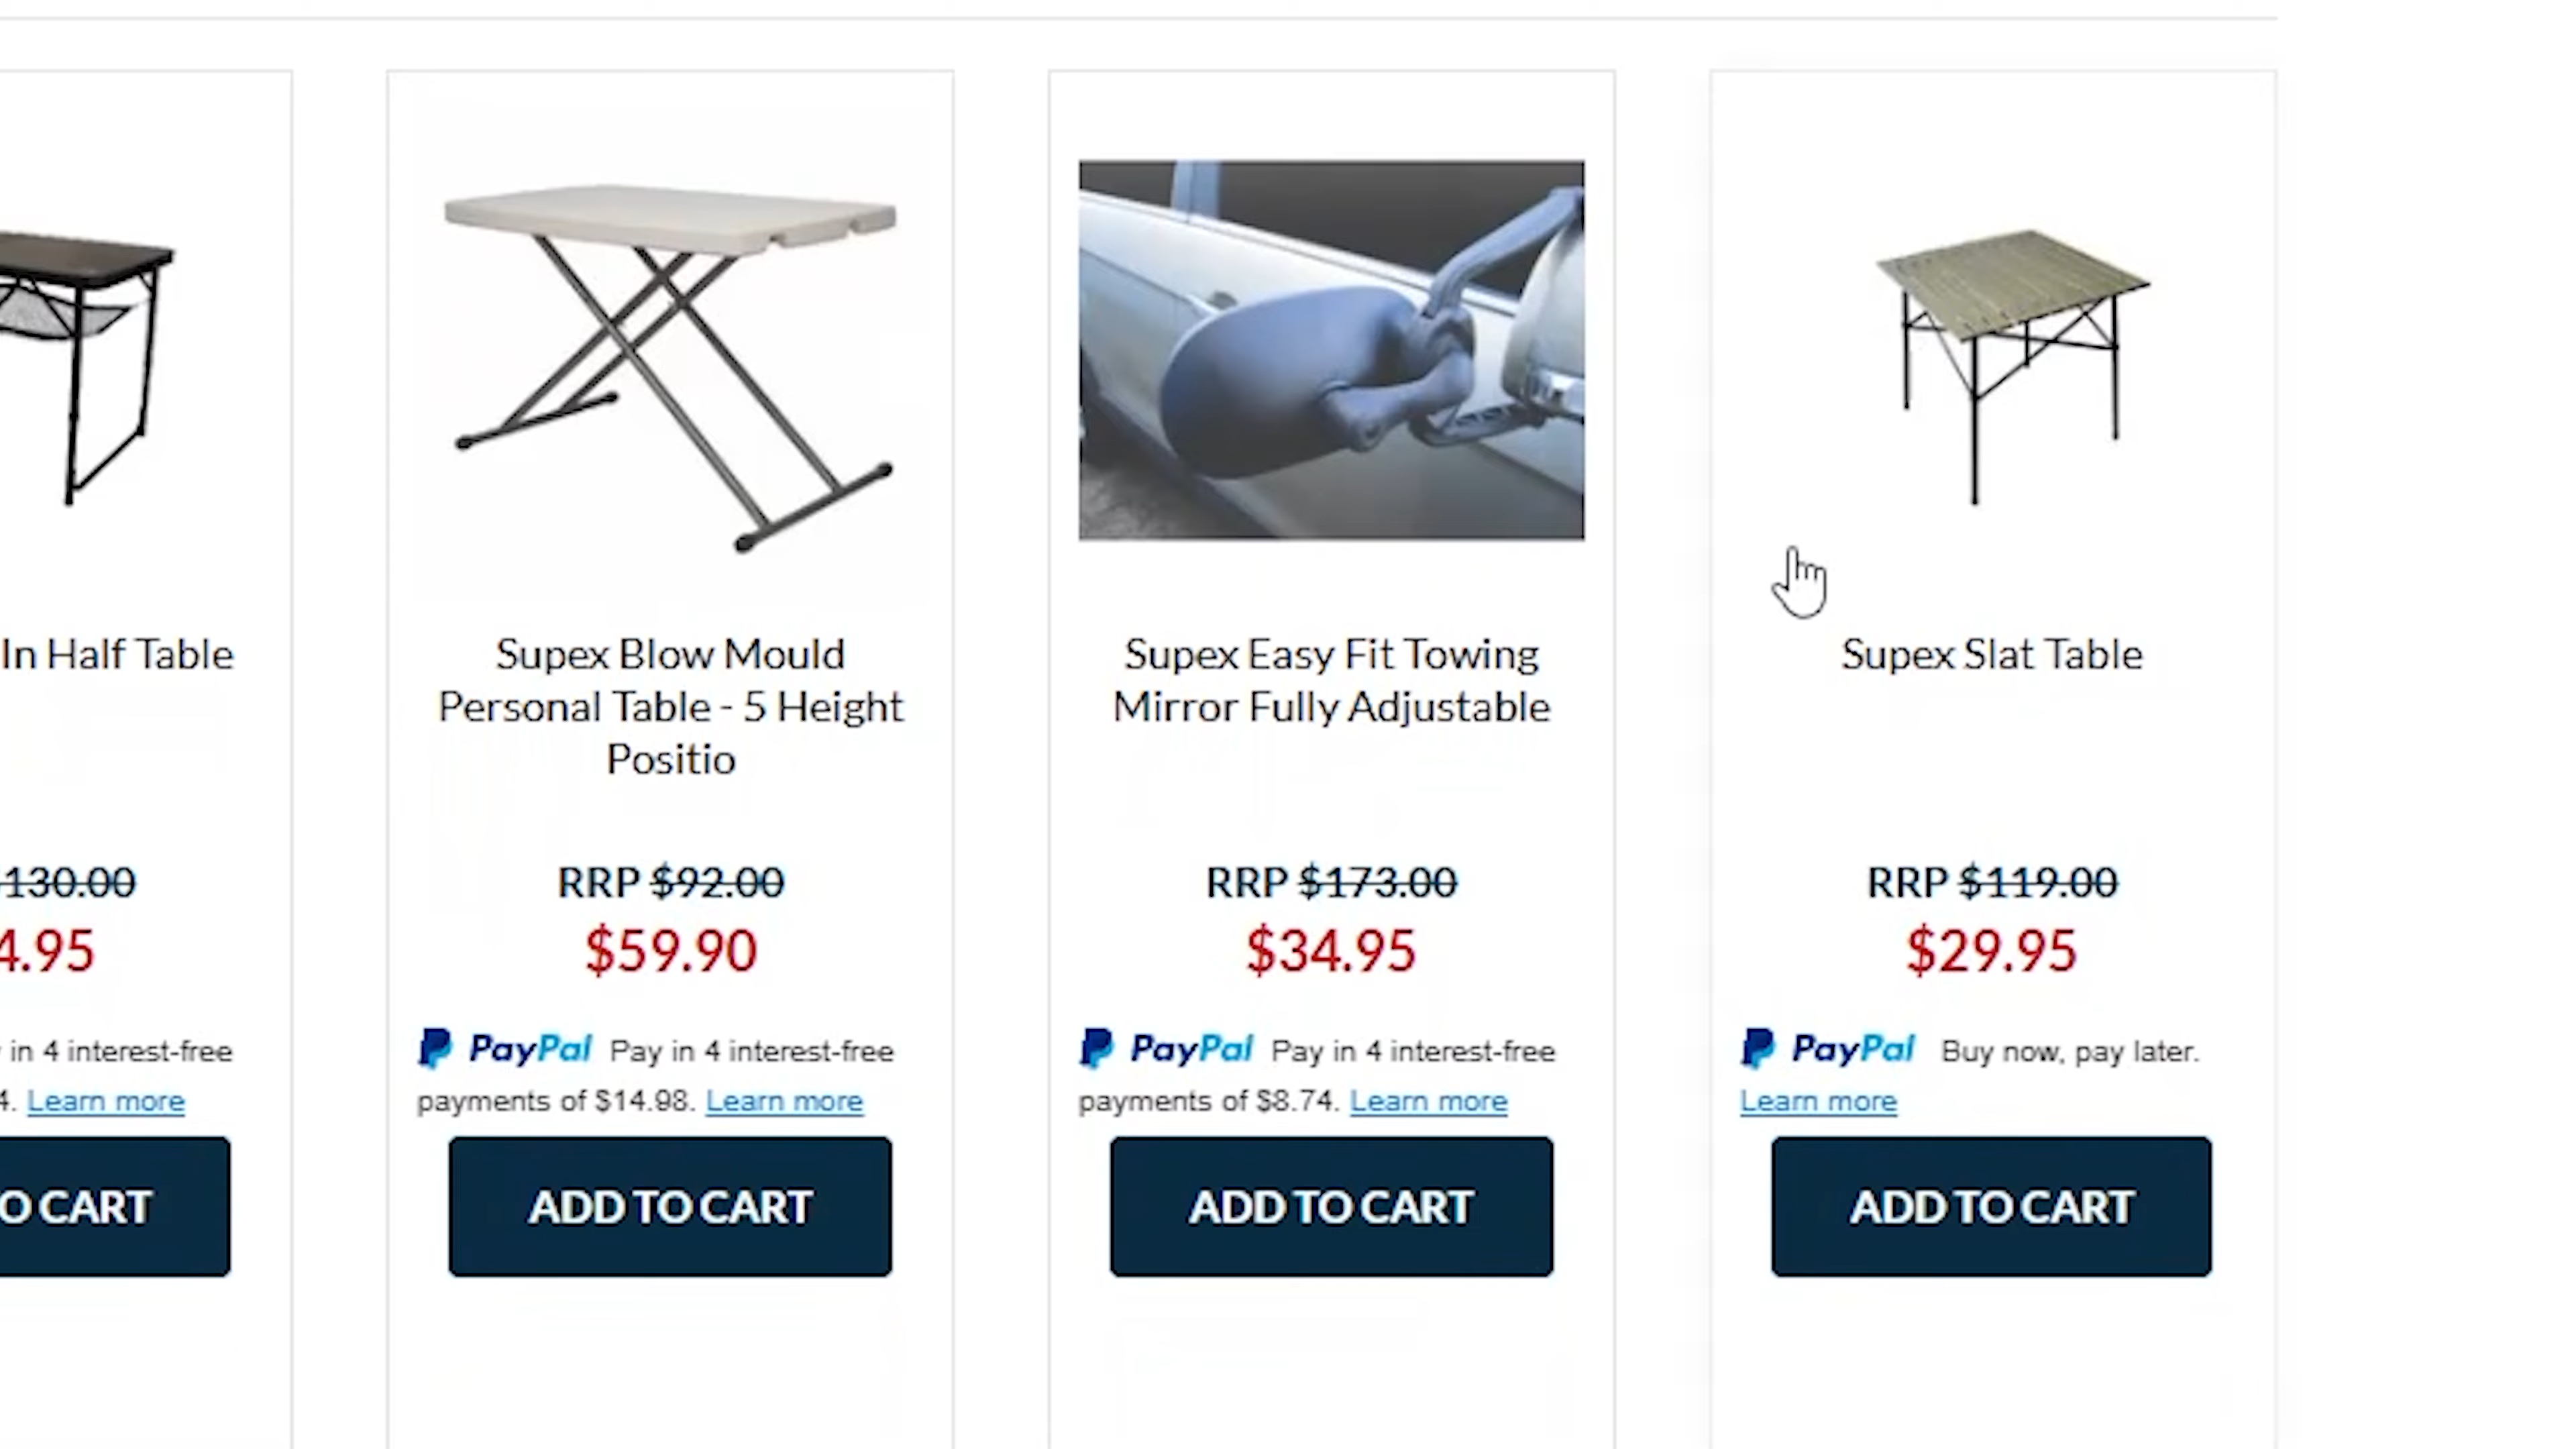 In Half Table
130.00
4.95
in 4 interest-free
4. Learn more
O CART
Supex Blow Mould
Personal Table - 5 Height
Positio
RRP $92.00
$59.90
PayPal Pay in 4 interest-free
payments of $14.98. Learn more
ADD TO CART
Supex Easy Fit Towing
Mirror Fully Adjustable
RRP $173.00
$34.95
PayPal Pay in 4 interest-free
payments of $8.74. Learn more
ADD TO CART
Supex Slat Table
RRP $119.00
$29.95
PayPal Buy now, pay later.
Learn more
ADD TO CART